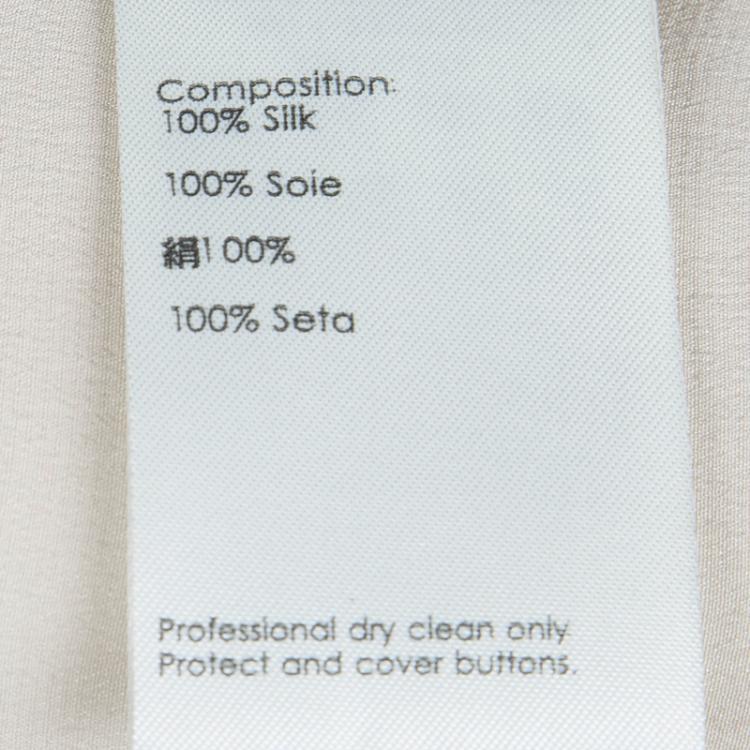 Composition:
100% Silk
100% Soie
絹100%
100% Seta
Professional dry clean only
Protect and cover buttons.